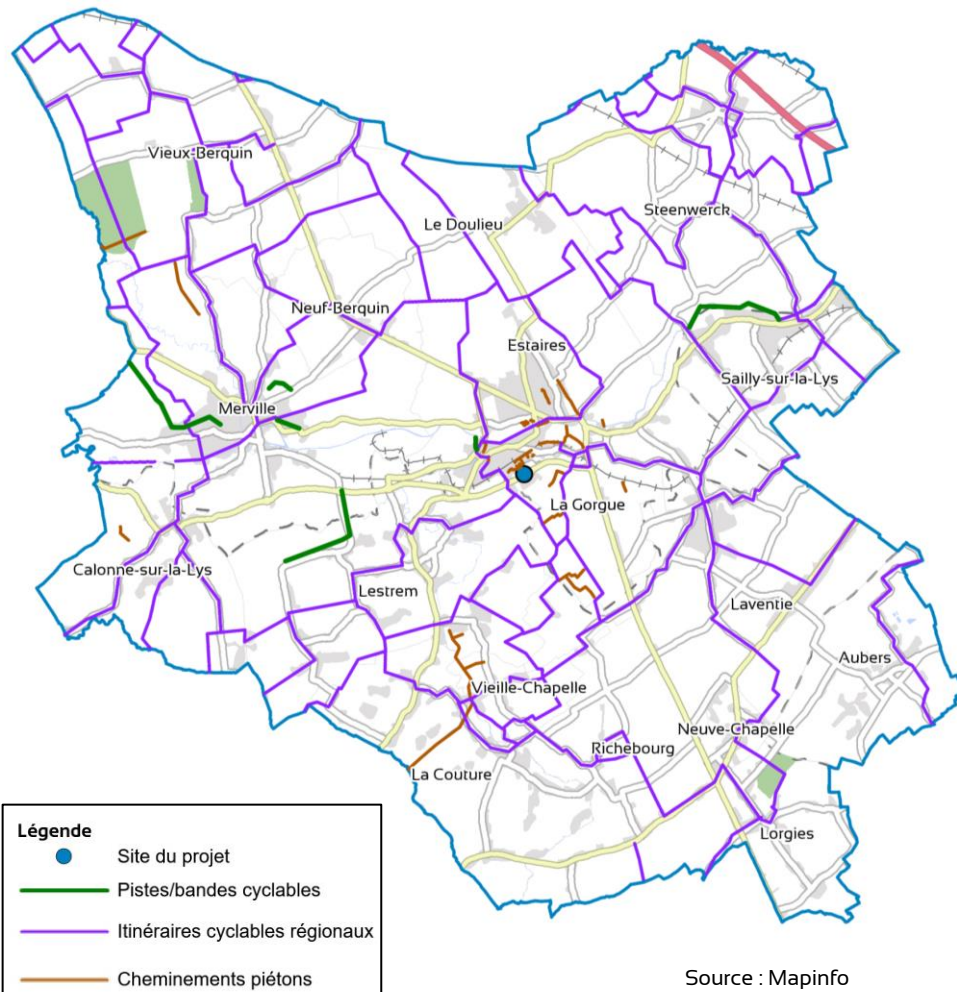 Vieux-Berquin
Steenwerck
Le Doulieu
Neuf-Berquin
Estaires
Sailly-sur-la-Lys
Merville
La Gorgue
Calonne-sur-la-Lys
Lestrem
Laventie
Aubers
Vieille-Chapelle
Neuve-Chapelle
Richebourg
La Couture
Lorgies
Légende
Site du projet
Pistes/bandes cyclables
Itinéraires cyclables régionaux
Cheminements piétons
Source : Mapinfo